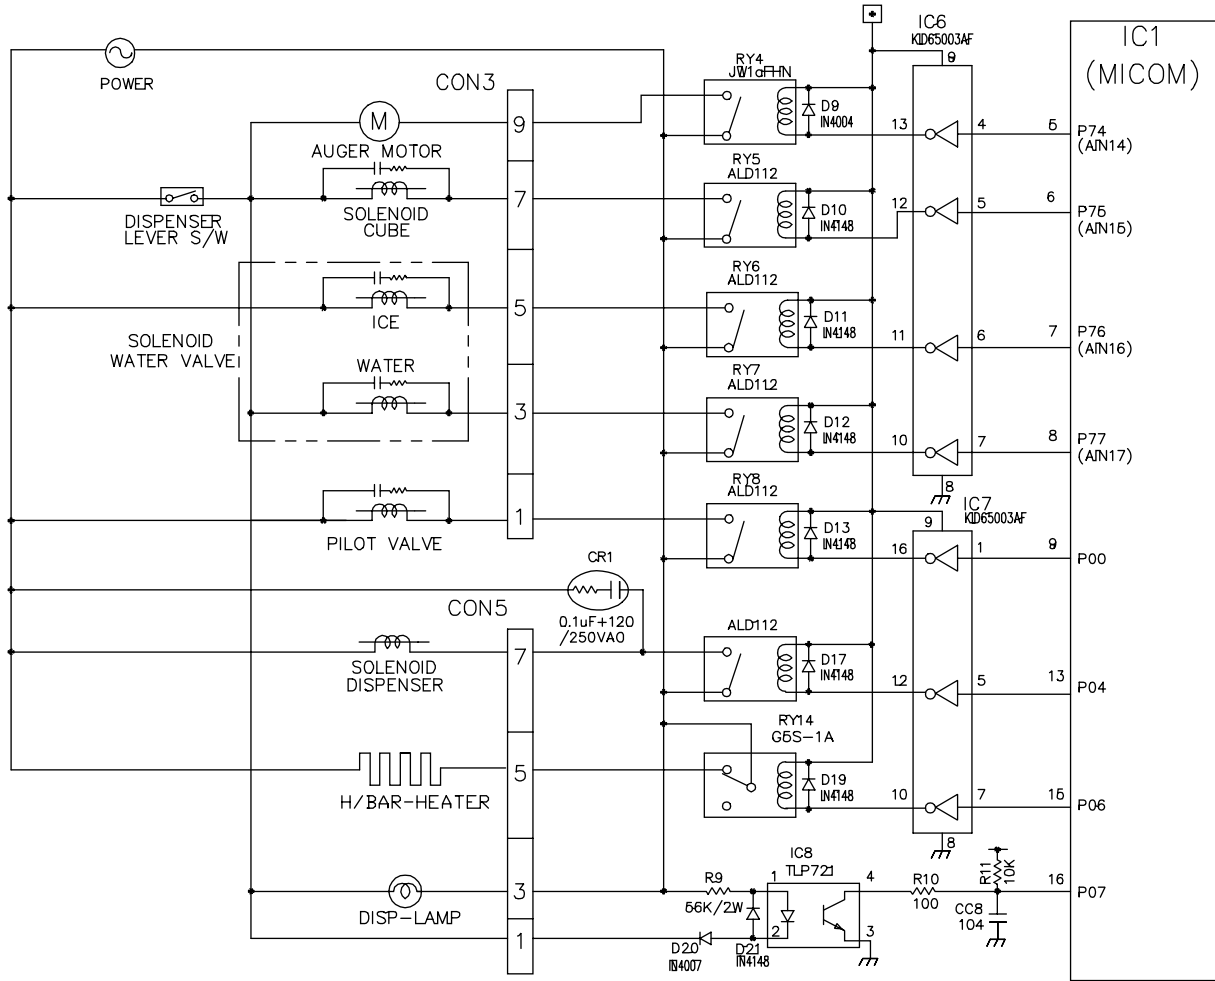 IC6
KID65003AF
IC1
(MICOM)
POWER
CON3
RY4
JW1aFHN
9
9
M
AUGER MOTOR
D9
IN4004
13
4
5
P74
(AIN14)
RY5
ALD112
7
DISPENSER
LEVER S/W
SOLENOID
CUBE
D10
IN4148
12
5
6
P75
(AIN15)
RY6
ALD112
5
ICE
SOLENOID
WATER VALVE
D11
IN4148
11
6
7
P76
(AIN16)
WATER
RY7
ALD112
3
D12
IN4148
10
7
8
P77
(AIN17)
8
RY8
ALD112
IC7
KID65003AF
9
1
PILOT VALVE
D13
IN4148
16
1
9
P00
CR1
0.1uF+120
/250VA0
CON5
ALD112
7
SOLENOID
DISPENSER
D17
IN4148
12
5
13
P04
RY14
G5S-1A
5
H/BAR-HEATER
D19
IN4148
10
7
15
P06
8
IC8
TLP721
R11
10K
3
DISP-LAMP
R9
56K/2W
1
4
R10
100
16
P07
CC8
104
1
D20
IN4007
D21
IN4148
2
3